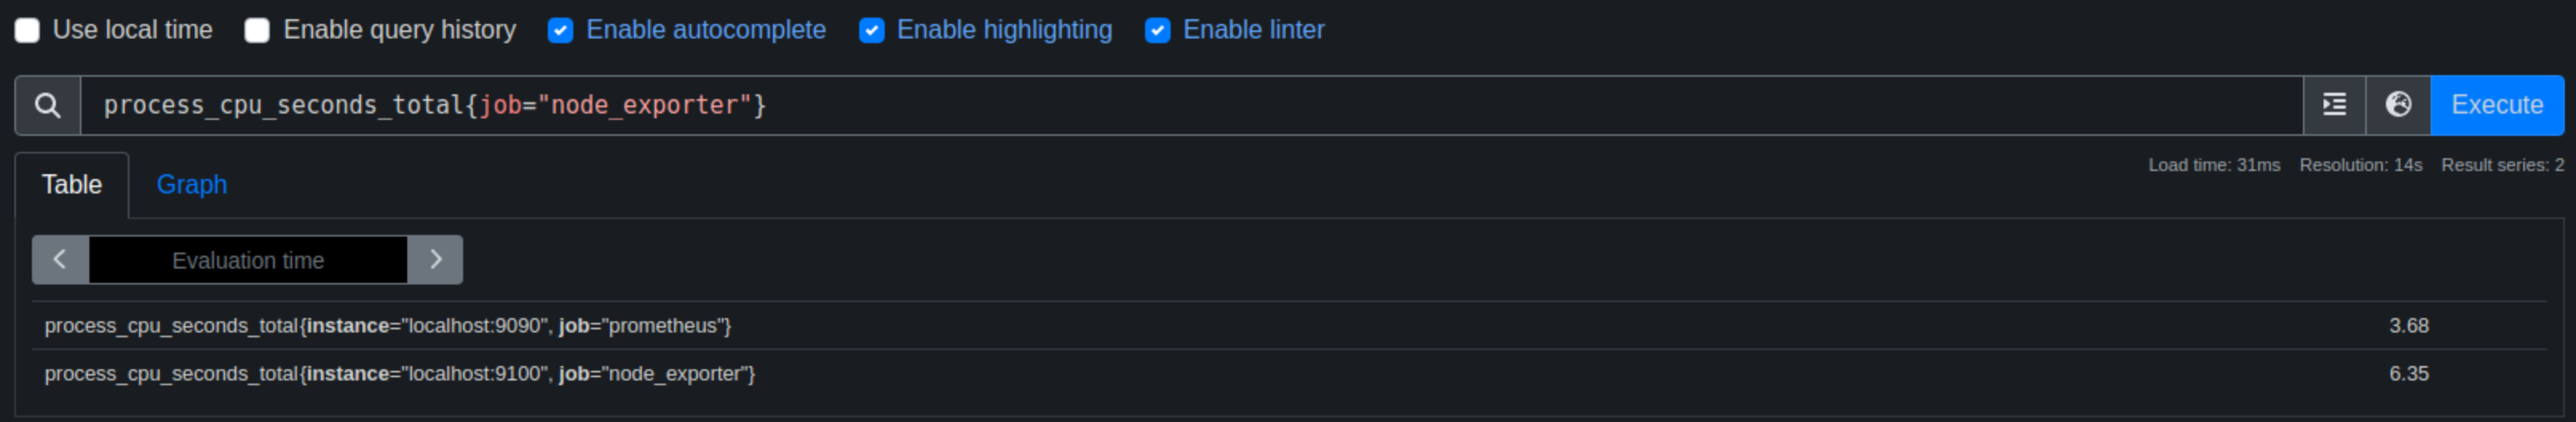 Use local time Enable query history Enable autocomplete Enable highlighting Enable linter
process_cpu_seconds_total{job="node_exporter"} Execute
Table Graph Load time: 31ms Resolution: 14s Result series: 2
Evaluation time
process_cpu_seconds_total{instance="localhost:9090", job="prometheus"} 3.68
process_cpu_seconds_total{instance="localhost:9100", job="node_exporter"} 6.35